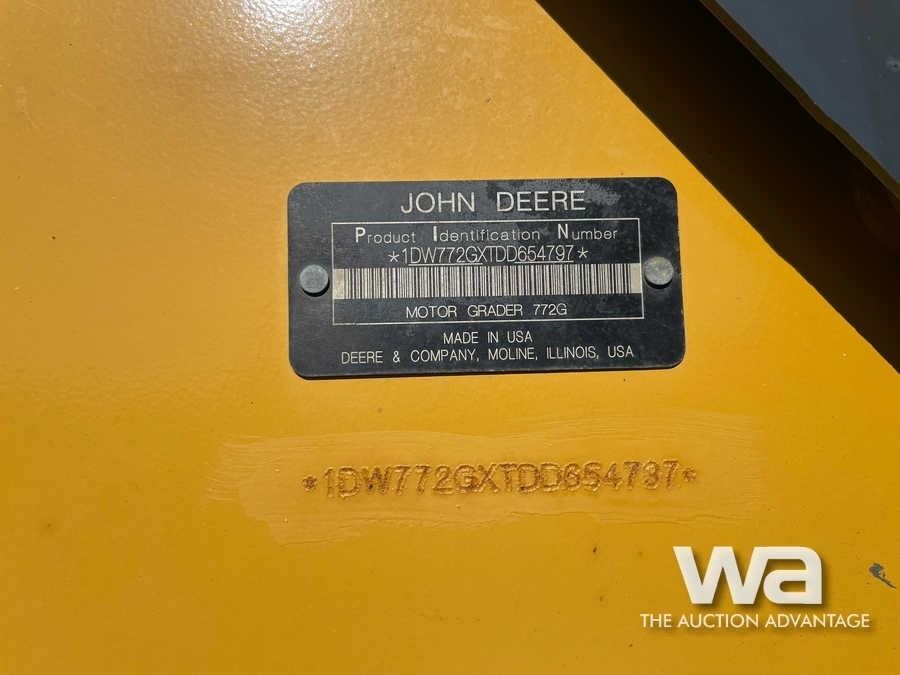 JOHN DEERE
Product Identification Number
*1DW772GXTDD654797*
MOTOR GRADER 772G
MADE IN USA
DEERE & COMPANY, MOLINE, ILLINOIS, USA
*1DW772GXTDD654797*
wa
THE AUCTION ADVANTAGE